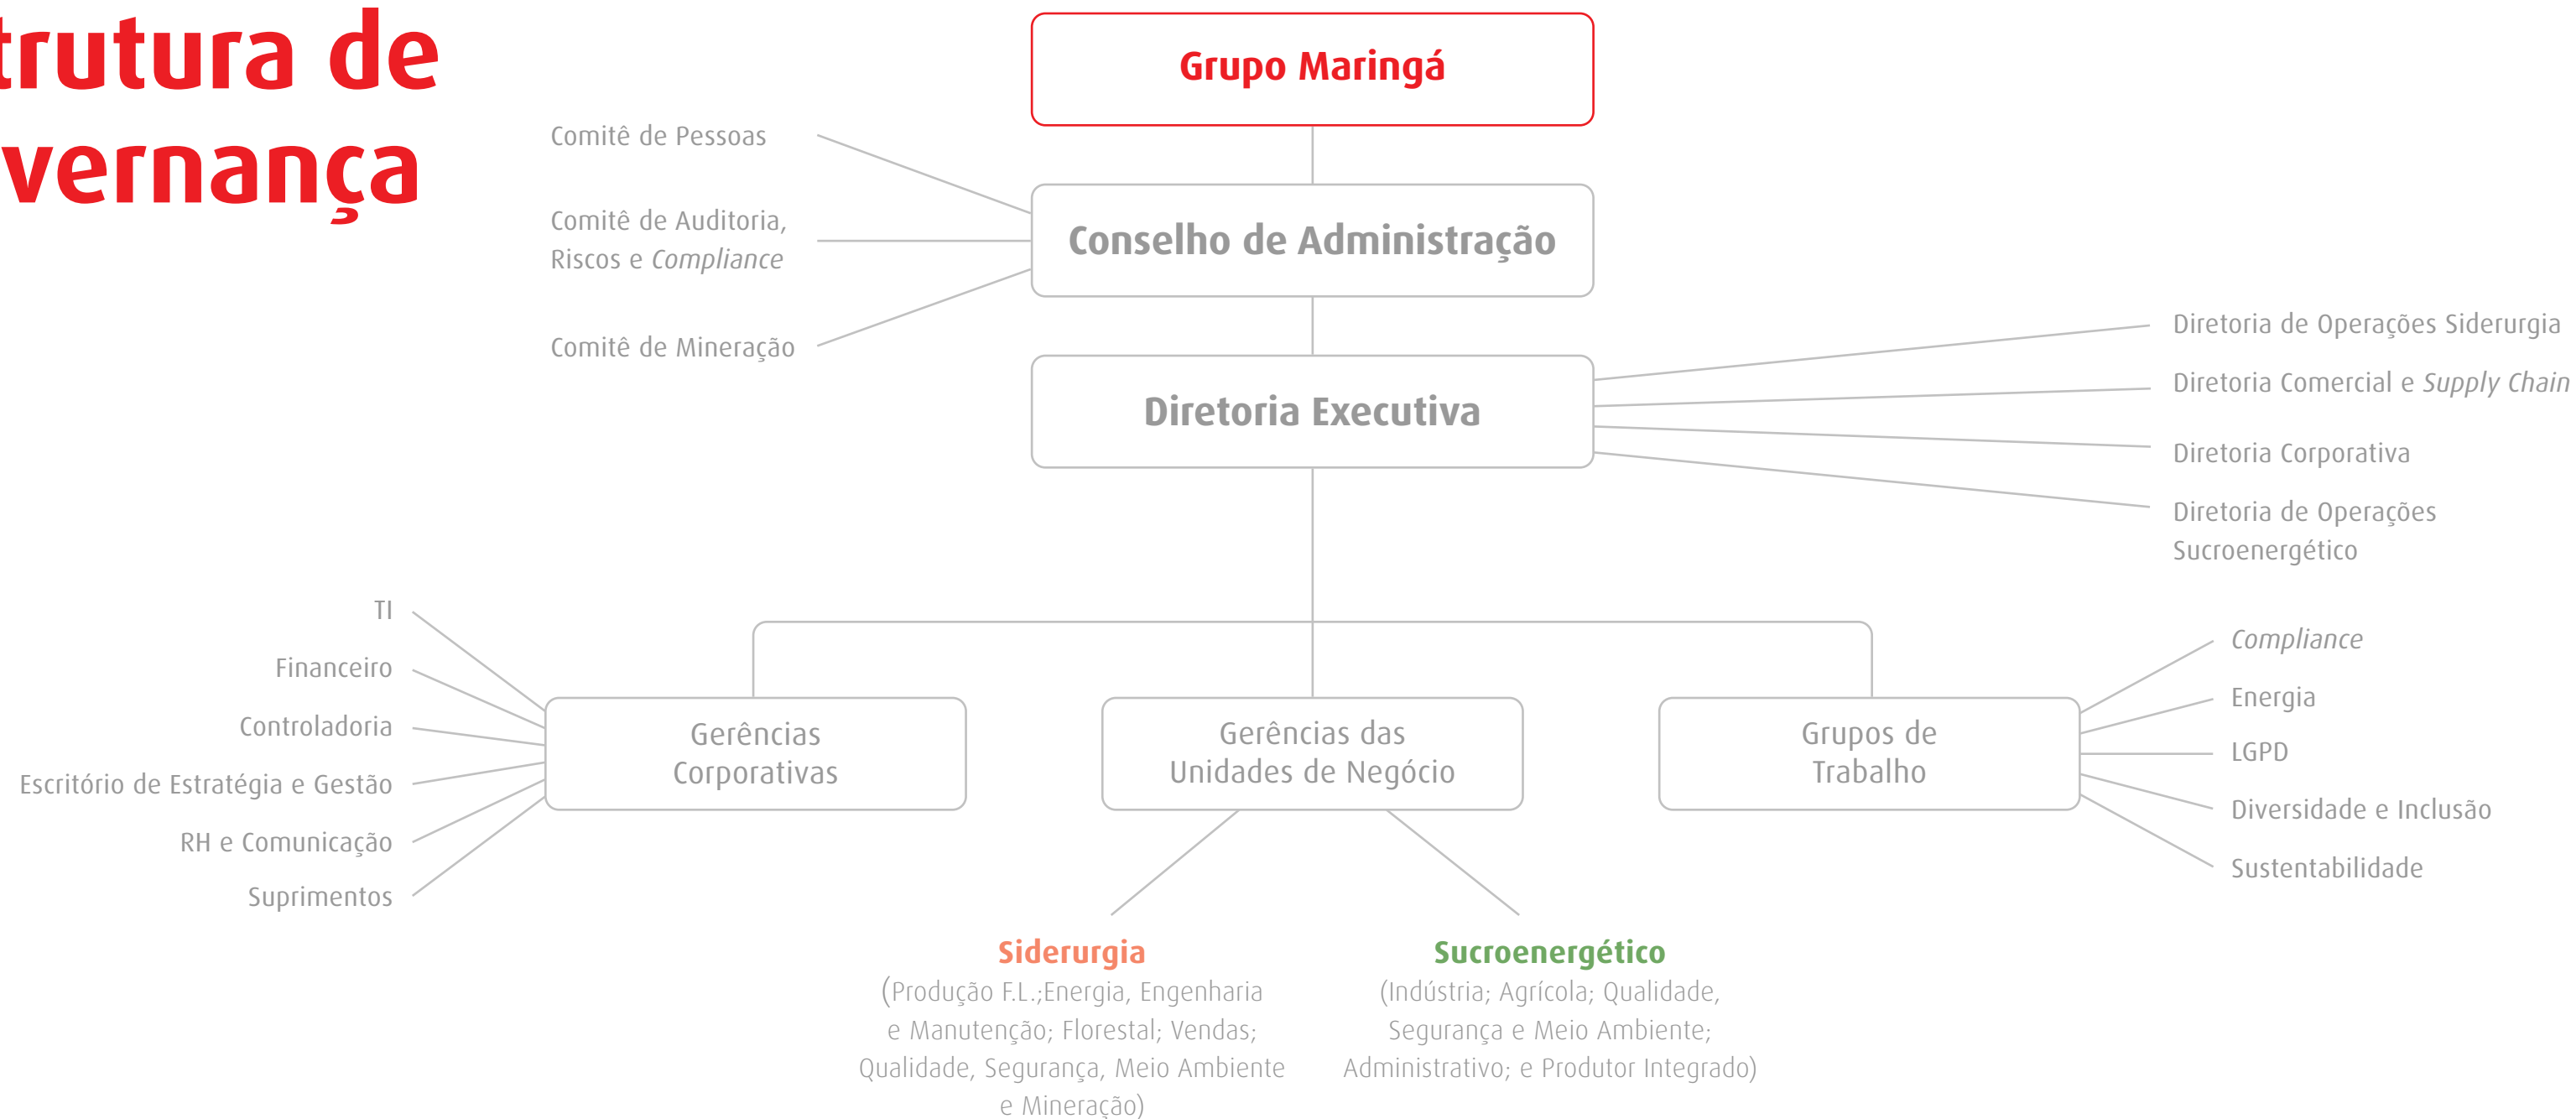 trutura de
vernança
Grupo Maringá
Comitê de Pessoas
Comitê de Auditoria,
Riscos e Compliance
Comitê de Mineração
Conselho de Administração
Diretoria Executiva
Diretoria de Operações Siderurgia
Diretoria Comercial e Supply Chain
Diretoria Corporativa
Diretoria de Operações
Sucroenergético
TI
Financeiro
Controladoria
Escritório de Estratégia e Gestão
RH e Comunicação
Suprimentos
Gerências
Corporativas
Gerências das
Unidades de Negócio
Grupos de
Trabalho
Compliance
Energia
LGPD
Diversidade e Inclusão
Sustentabilidade
Siderurgia
(Produção F.L.;Energia, Engenharia
e Manutenção; Florestal; Vendas;
Qualidade, Segurança, Meio Ambiente
e Mineração)
Sucroenergético
(Indústria; Agrícola; Qualidade,
Segurança e Meio Ambiente;
Administrativo; e Produtor Integrado)